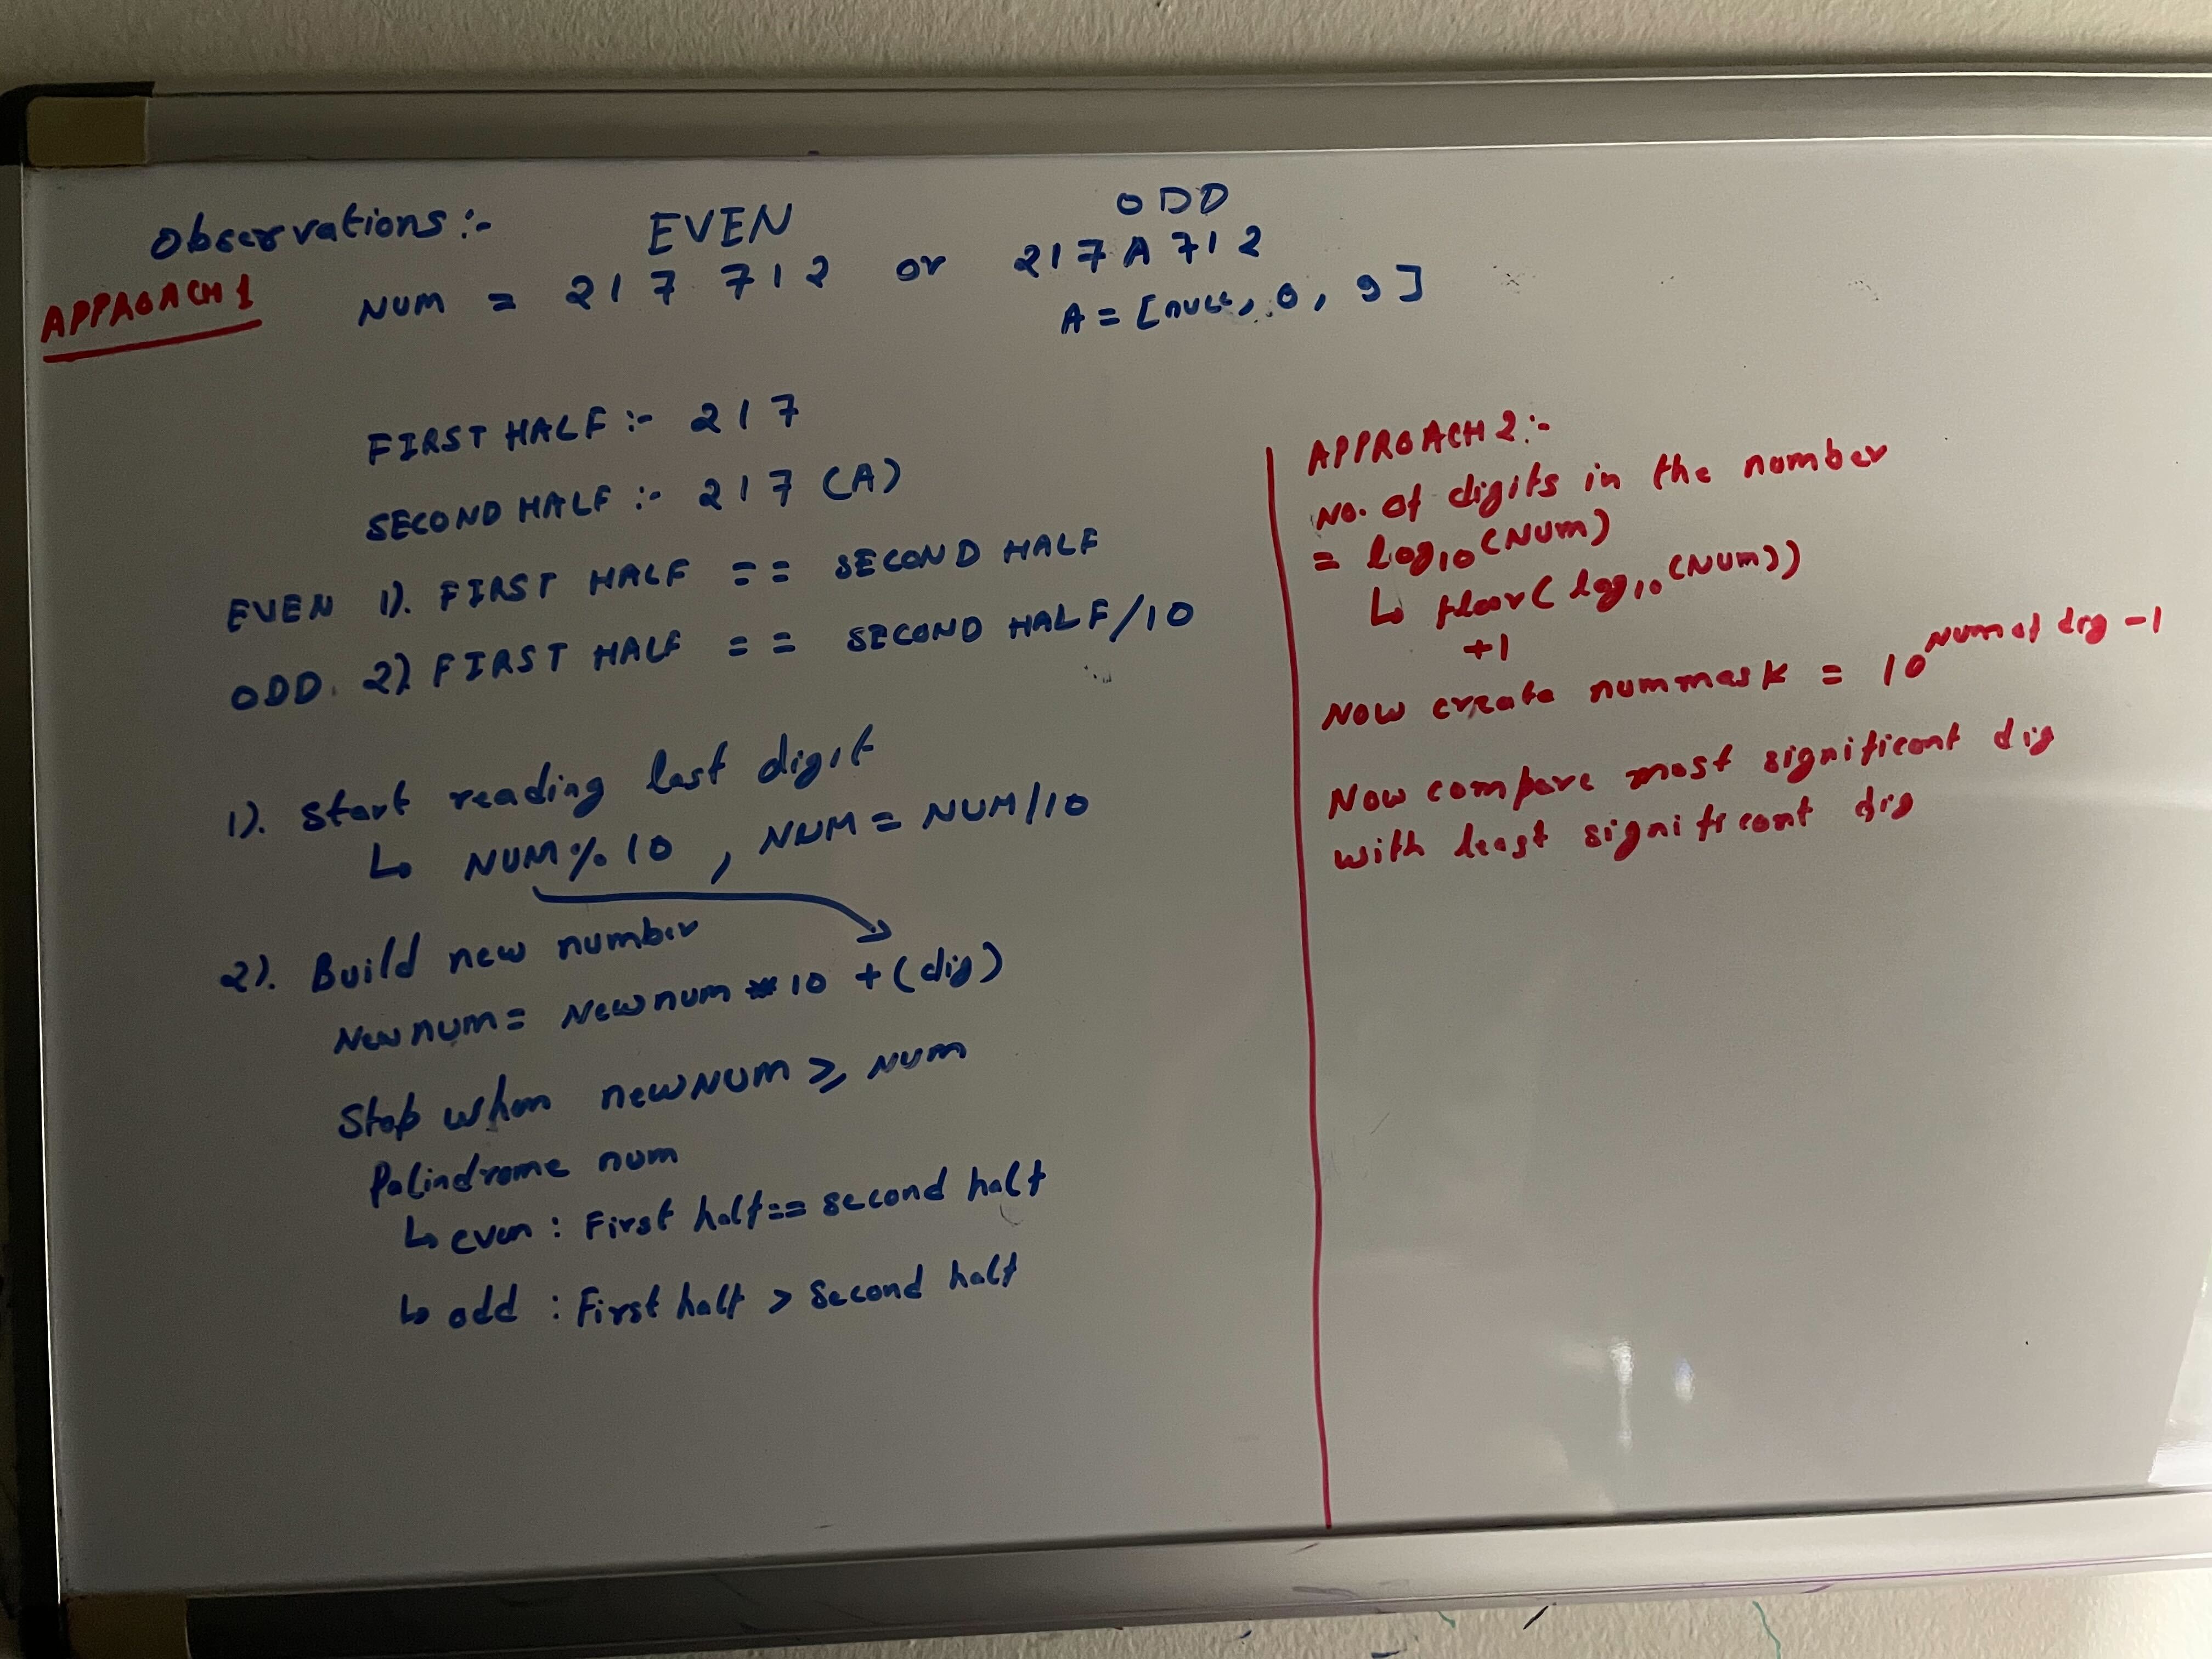 Observations :-
EVEN
ODD
APPROACH 1
NUM = 217 712 or 217A712
A = [null, 0, 9]
FIRST HALF :- 217
SECOND HALF :- 217 (A)
EVEN 1). FIRST HALF == SECOND HALF
ODD. 2) FIRST HALF == SECOND HALF/10
1). Start reading last digit
↳ NUM % 10 , NUM = NUM/10
2). Build new number
New num = New num * 10 + (dig)
Stop when newNUM ≥ NUM
Palindrome num
↳ even : First half == second half
↳ odd : First half > Second half
APPROACH 2:-
No. of digits in the number
= log10 (NUM)
↳ floor( log10 (NUM))
+1
Now create nummask = 10^Num of dig -1
Now compare most significant dig
with least significant dig